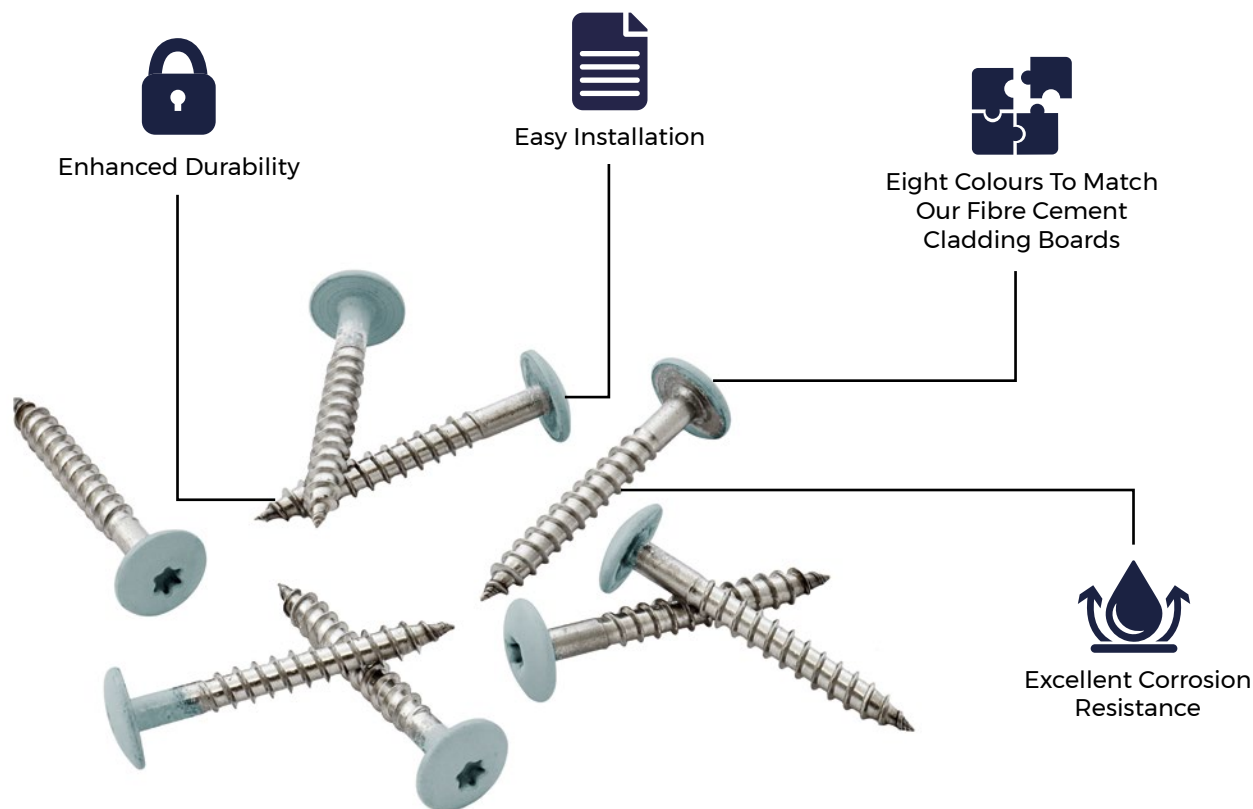 Enhanced Durability
Easy Installation
Eight Colours To Match
Our Fibre Cement
Cladding Boards
Excellent Corrosion
Resistance